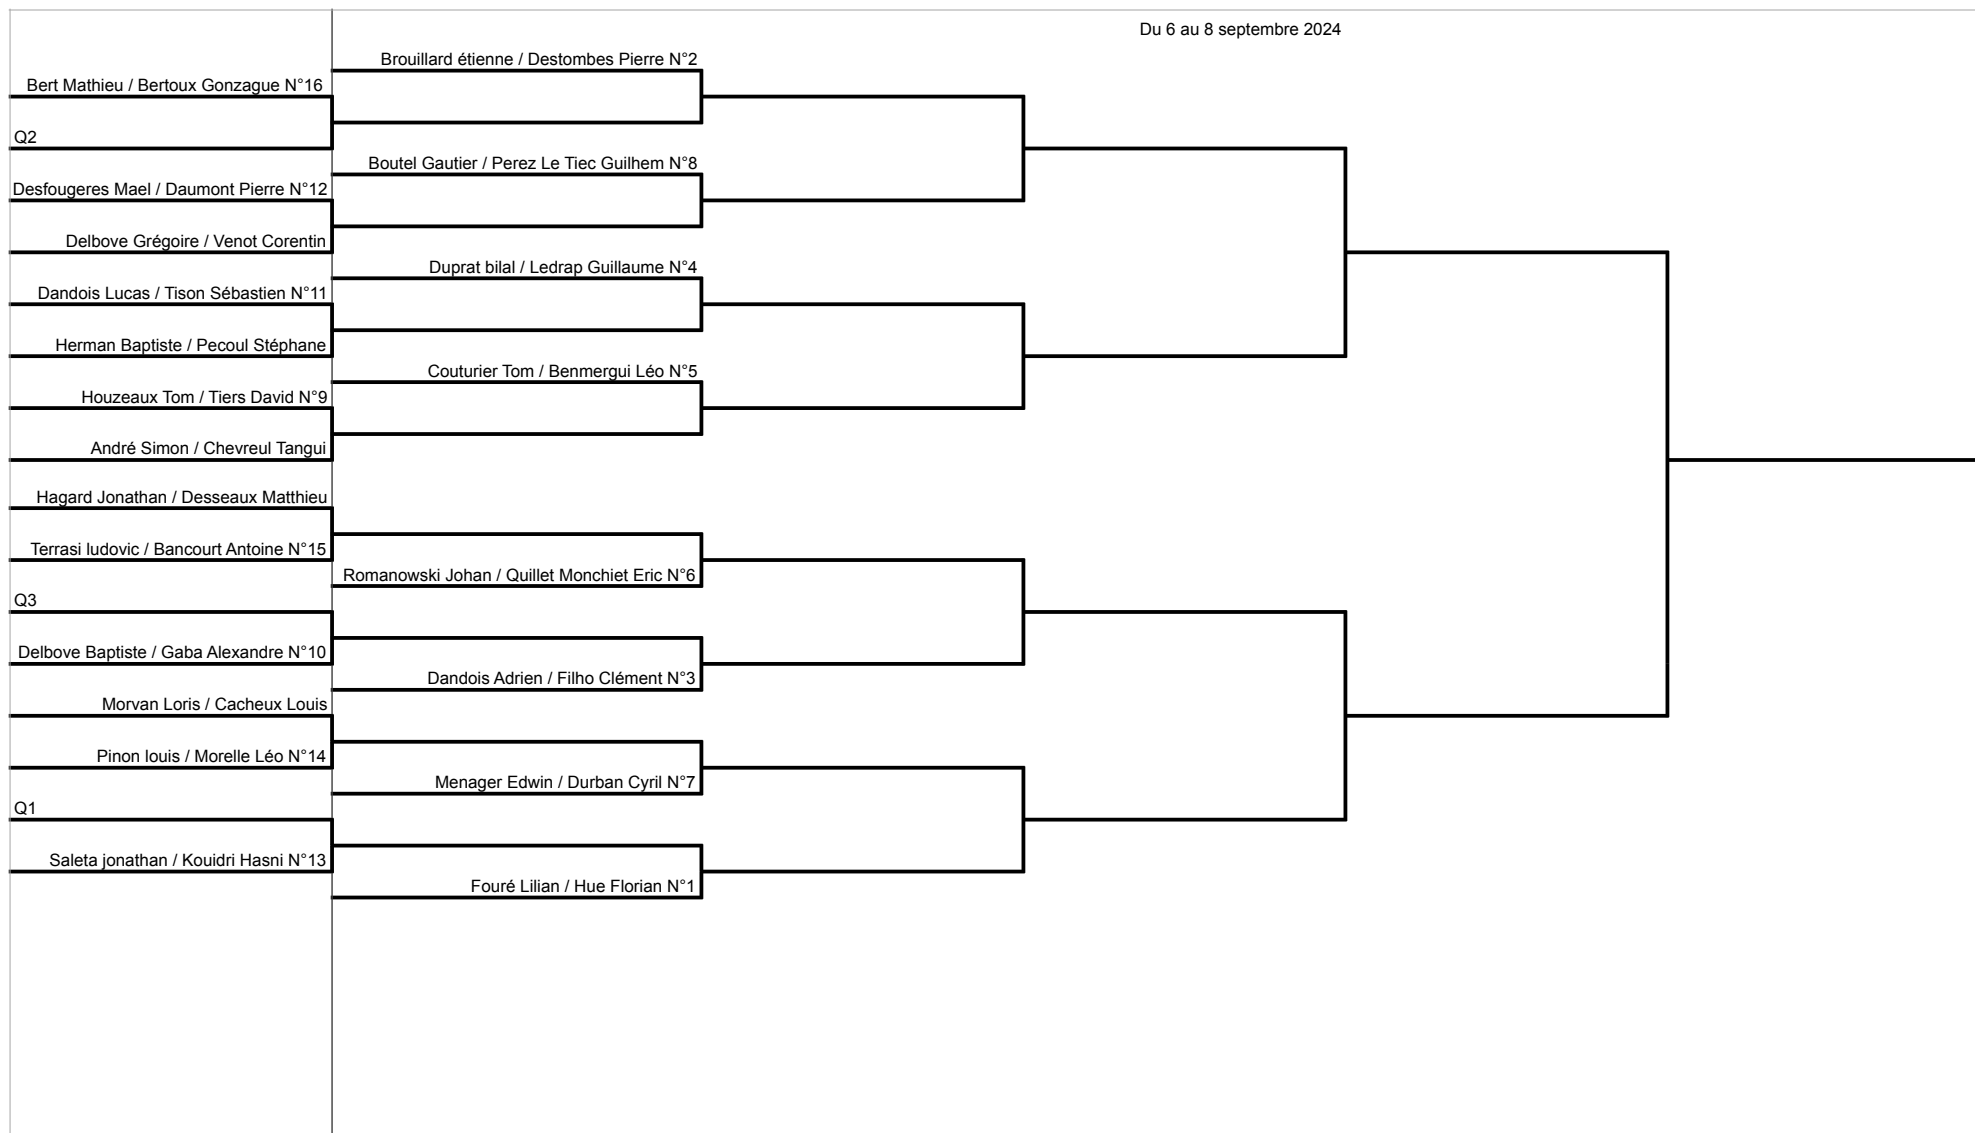 Du 6 au 8 septembre 2024
Brouillard étienne / Destombes Pierre N°2
Bert Mathieu / Bertoux Gonzague N°16
Q2
Boutel Gautier / Perez Le Tiec Guilhem N°8
Desfougeres Mael / Daumont Pierre N°12
Delbove Grégoire / Venot Corentin
Duprat bilal / Ledrap Guillaume N°4
Dandois Lucas / Tison Sébastien N°11
Herman Baptiste / Pecoul Stéphane
Couturier Tom / Benmergui Léo N°5
Houzeaux Tom / Tiers David N°9
André Simon / Chevreul Tangui
Hagard Jonathan / Desseaux Matthieu
Terrasi ludovic / Bancourt Antoine N°15
Romanowski Johan / Quillet Monchiet Eric N°6
Q3
Delbove Baptiste / Gaba Alexandre N°10
Dandois Adrien / Filho Clément N°3
Morvan Loris / Cacheux Louis
Pinon louis / Morelle Léo N°14
Menager Edwin / Durban Cyril N°7
Q1
Saleta jonathan / Kouidri Hasni N°13
Fouré Lilian / Hue Florian N°1